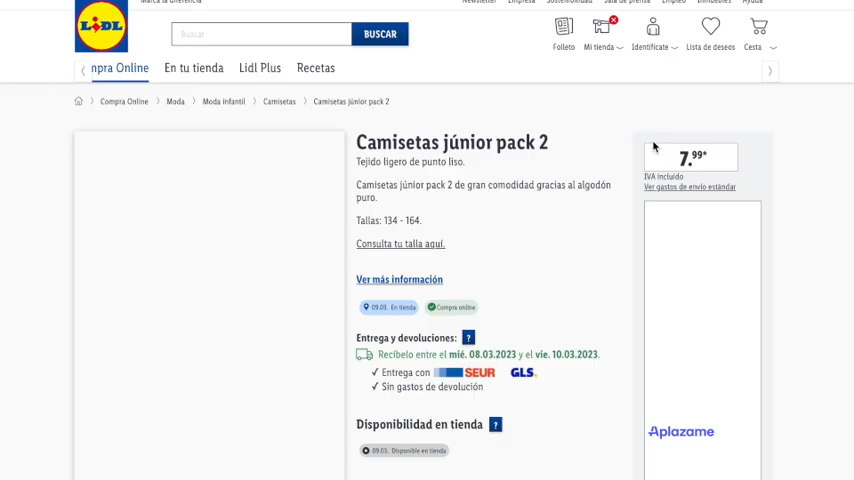 Marca la diferencia
Newsletter Empresa Sostenibilidad Sala de prensa Empleo Inmuebles Ayuda
LIDL
Buscar
BUSCAR
Folleto Mi tienda Identifícate Lista de deseos Cesta
mpra Online En tu tienda Lidl Plus Recetas
Compra Online Moda Moda infantil Camisetas Camisetas júnior pack 2
Camisetas júnior pack 2
Tejido ligero de punto liso.
Camisetas júnior pack 2 de gran comodidad gracias al algodón
puro.
Tallas: 134 - 164.
Consulta tu talla aquí.
Ver más información
09.03. En tienda Compra online
Entrega y devoluciones: ?
Recíbelo entre el mié. 08.03.2023 y el vie. 10.03.2023.
✓ Entrega con SEUR GLS.
✓ Sin gastos de devolución
Disponibilidad en tienda ?
09.03. Disponible en tienda
7.99*
IVA incluido
Ver gastos de envío estándar
Aplazame